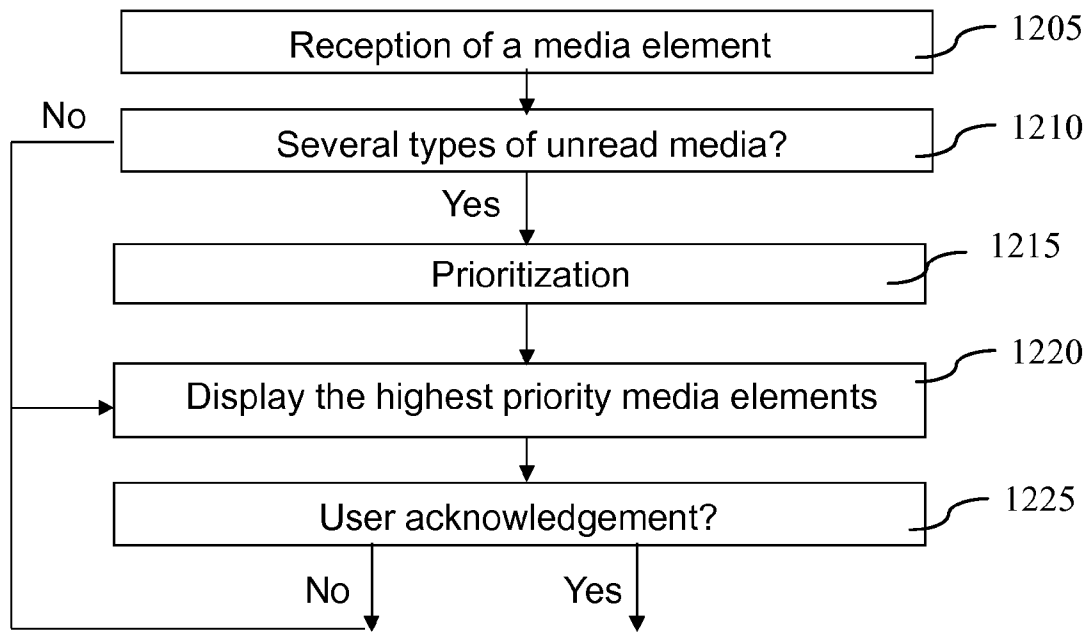 Reception of a media element
1205
No
Several types of unread media?
1210
Yes
Prioritization
1215
Display the highest priority media elements
1220
User acknowledgement?
1225
No
Yes